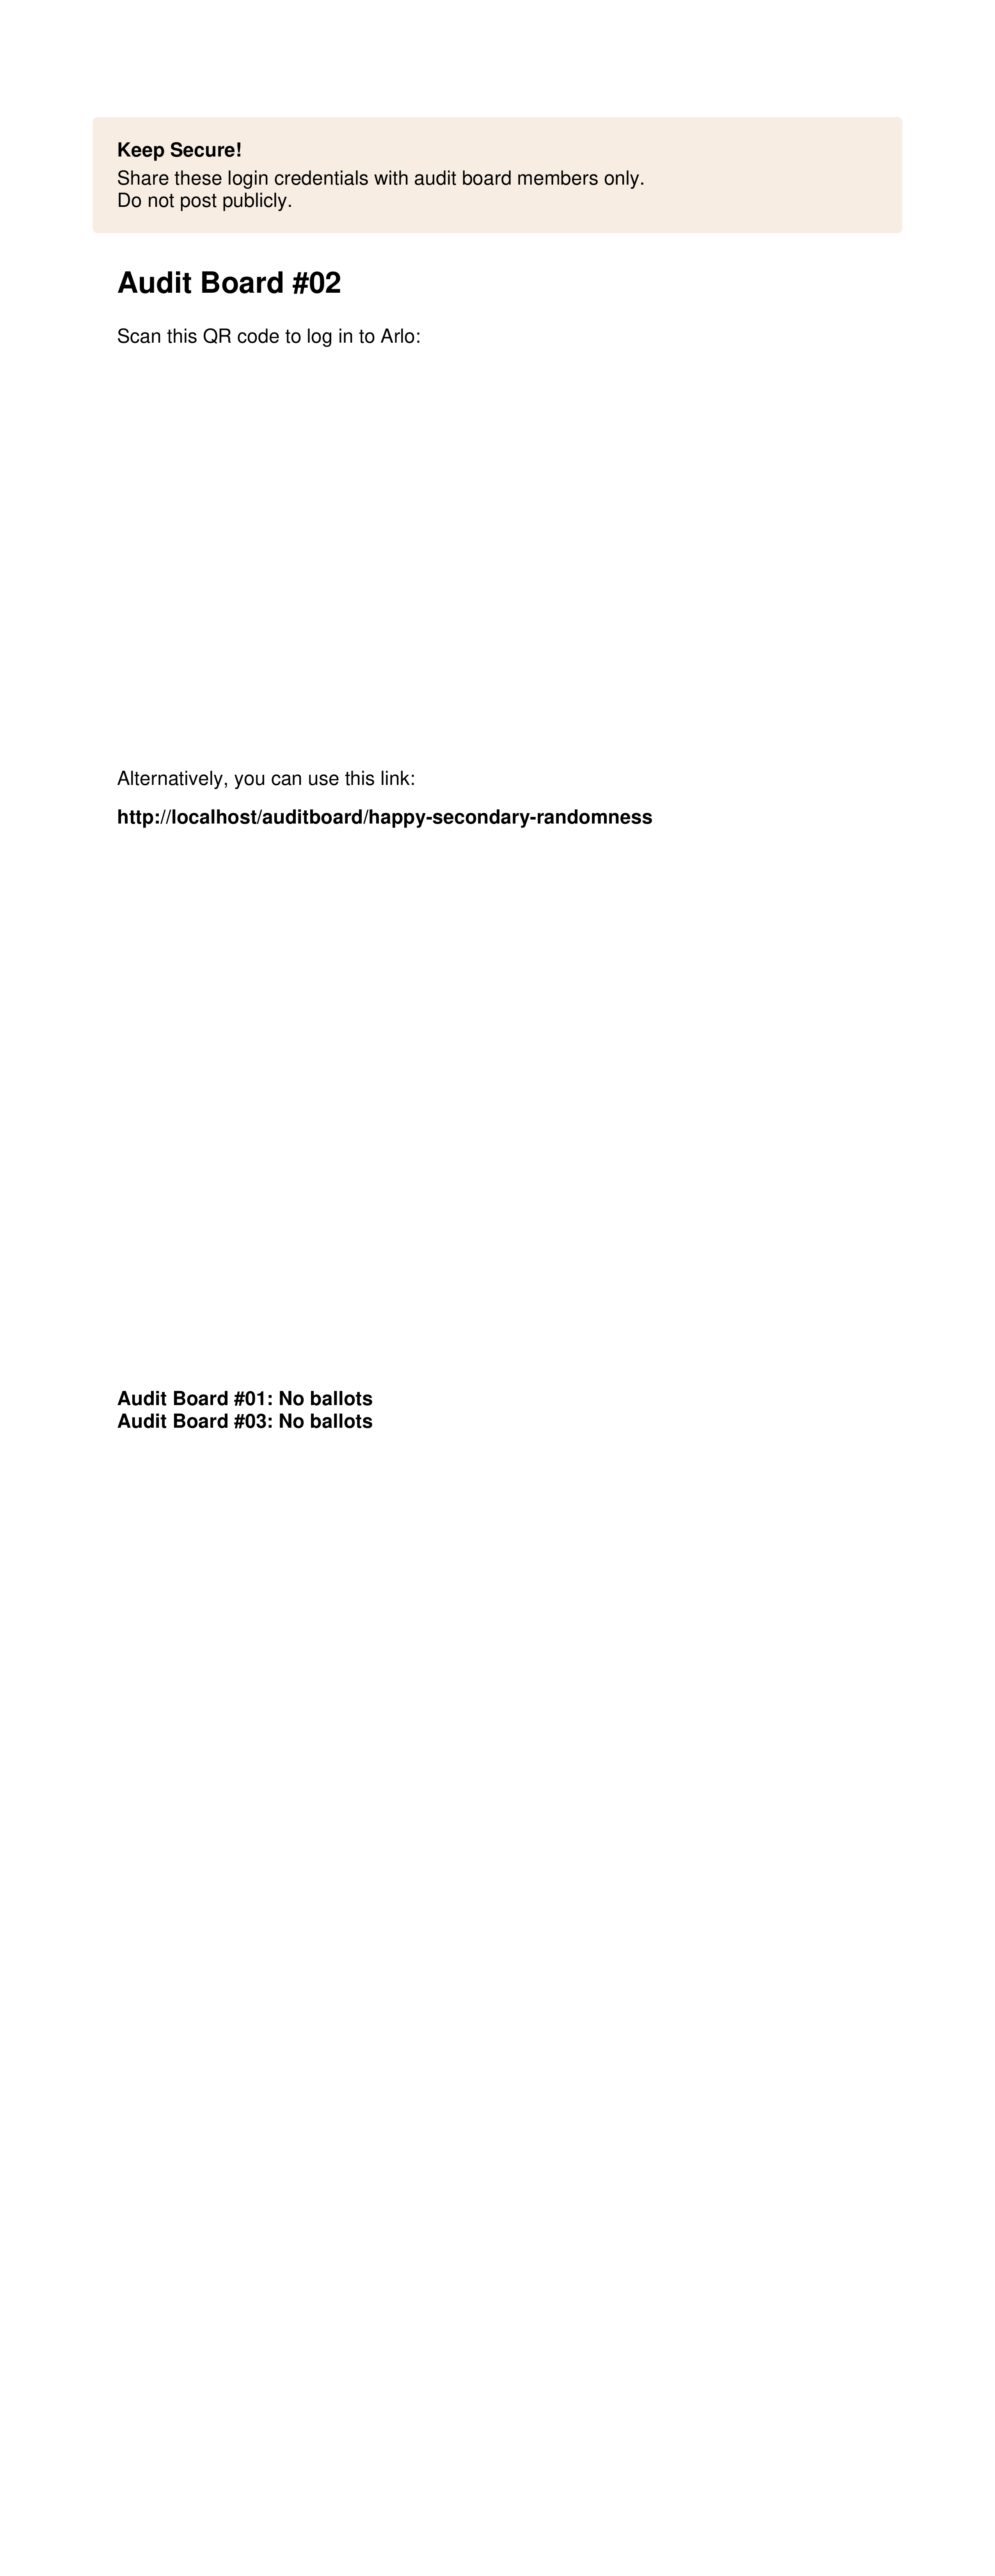 Keep Secure!
Share these login credentials with audit board members only.
Do not post publicly.
Audit Board #02
Scan this QR code to log in to Arlo:
Alternatively, you can use this link:
http://localhost/auditboard/happy-secondary-randomness
Audit Board #01: No ballots
Audit Board #03: No ballots